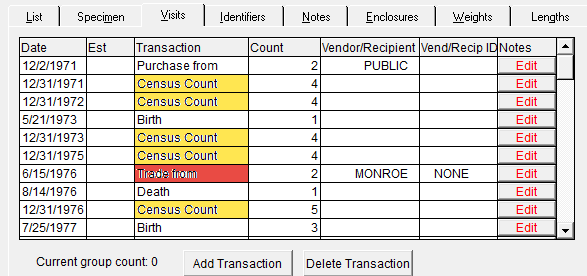 List Specimen Visits Identifiers Notes Enclosures Weights Lengths
Date Est Transaction Count Vendor/Recipient Vend/Recip ID Notes
12/2/1971 Purchase from 2 PUBLIC Edit
12/31/1971 Census Count 4 Edit
12/31/1972 Census Count 4 Edit
5/21/1973 Birth 1 Edit
12/31/1973 Census Count 4 Edit
12/31/1975 Census Count 4 Edit
6/15/1976 Trade from 2 MONROE NONE Edit
8/14/1976 Death 1 Edit
12/31/1976 Census Count 5 Edit
7/25/1977 Birth 3 Edit
Current group count: 0 Add Transaction Delete Transaction